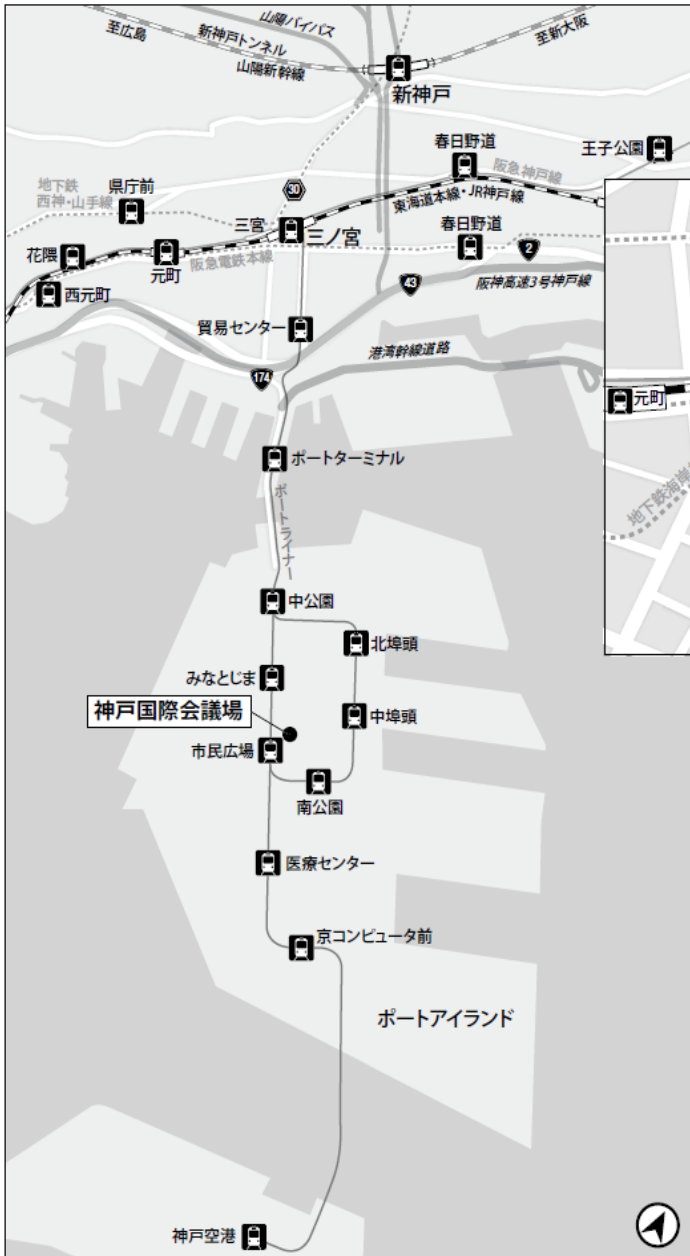 山陽バイパス
至広島
新神戸トンネル
至新大阪
山陽新幹線
新神戸
春日野道
王子公園
阪急神戸線
地下鉄
西神・山手線
県庁前
30
東海道本線・JR神戸線
三宮
三ノ宮
春日野道
2
花隈
元町
阪急電鉄本線
西元町
43
阪神高速3号神戸線
貿易センター
港湾幹線道路
174
元町
ポートターミナル
地下鉄海岸
ポートライナー
中公園
北埠頭
みなとじま
神戸国際会議場
中埠頭
市民広場
南公園
医療センター
京コンピュータ前
ポートアイランド
神戸空港